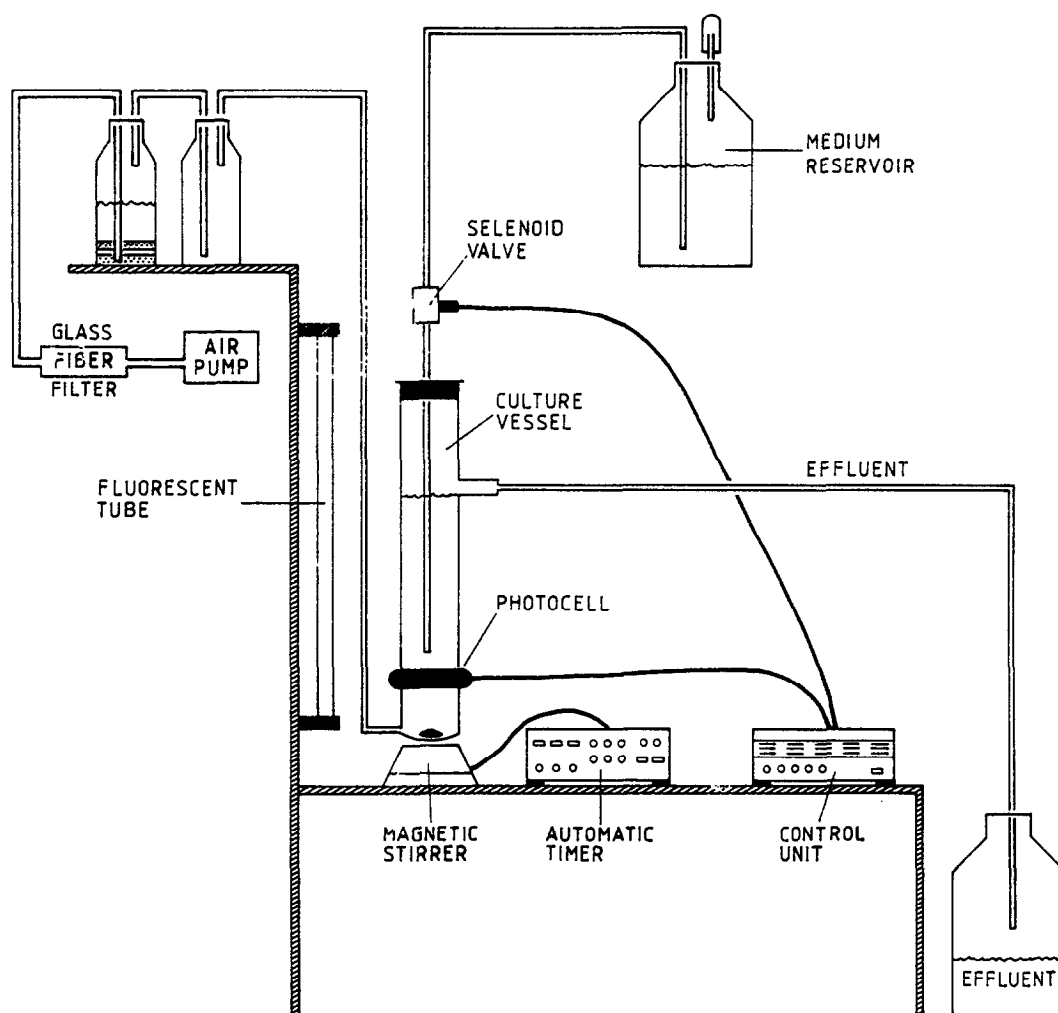 MEDIUM
RESERVOIR
SELENOID
VALVE
GLASS
FIBER
FILTER
AIR
PUMP
CULTURE
VESSEL
EFFLUENT
FLUORESCENT
TUBE
PHOTOCELL
MAGNETIC
STIRRER
AUTOMATIC
TIMER
CONTROL
UNIT
EFFLUENT